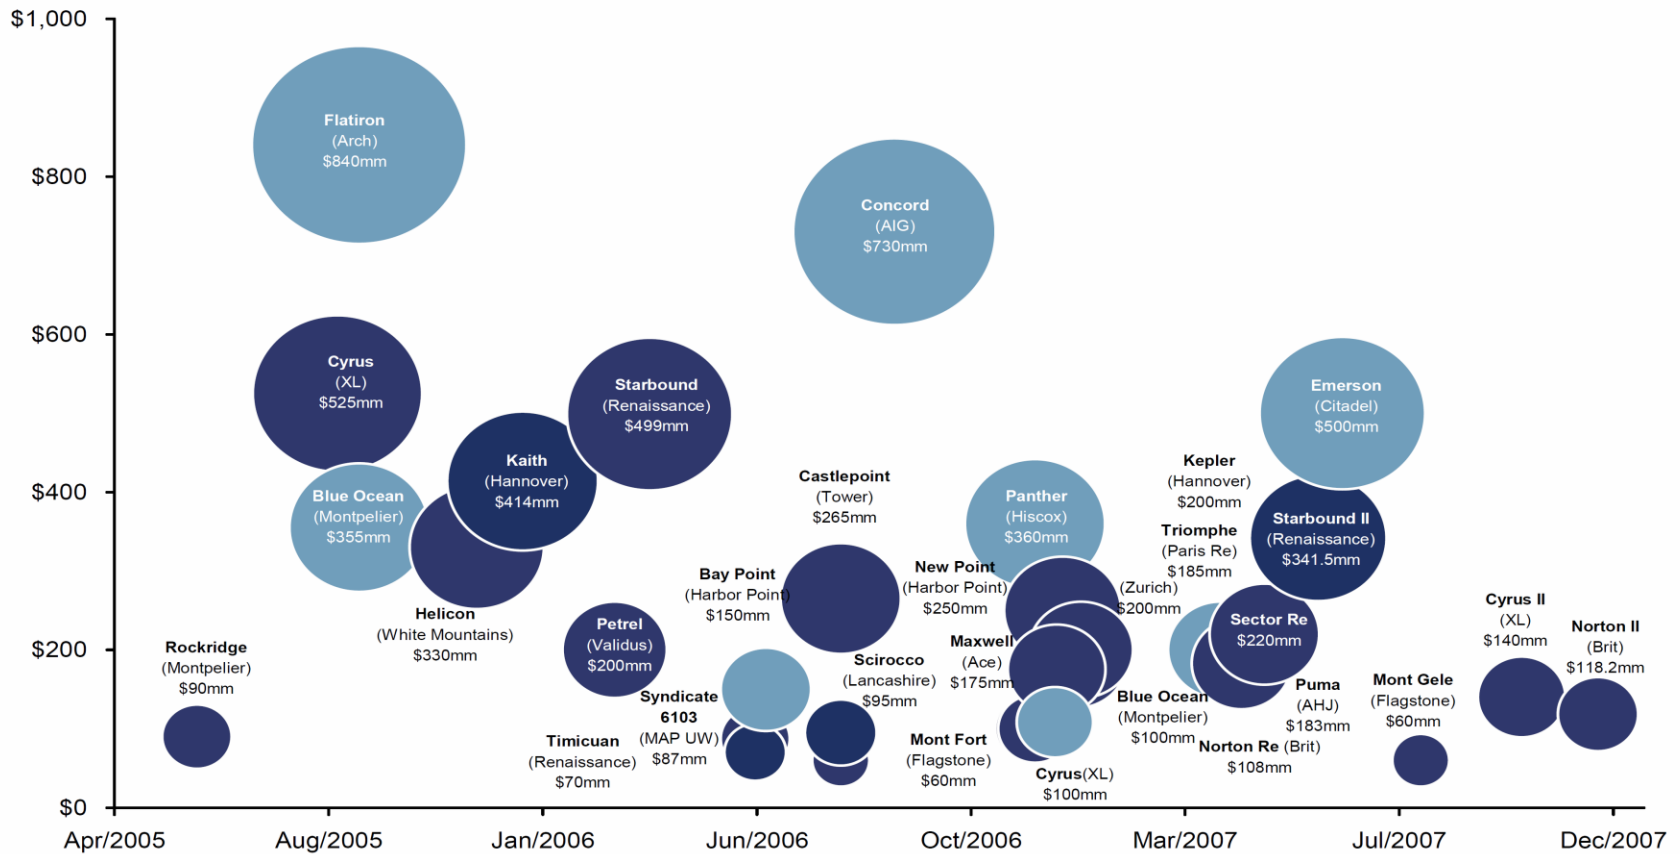 $1,000
$800
$600
$400
$200
$0
Flatiron
(Arch)
$840mm
Concord
(AIG)
$730mm
Cyrus
(XL)
$525mm
Starbound
(Renaissance)
$499mm
Emerson
(Citadel)
$500mm
Kaith
(Hannover)
$414mm
Blue Ocean
(Montpelier)
$355mm
Castlepoint
(Tower)
$265mm
Panther
(Hiscox)
$360mm
Kepler
(Hannover)
$200mm
Starbound II
(Renaissance)
$341.5mm
Triomphe
(Paris Re)
$185mm
Bay Point
(Harbor Point)
$150mm
New Point
(Harbor Point)
$250mm
(Zurich)
$200mm
Helicon
(White Mountains)
$330mm
Petrel
(Validus)
$200mm
Sector Re
$220mm
Cyrus II
(XL)
$140mm
Norton II
(Brit)
$118.2mm
Rockridge
(Montpelier)
$90mm
Maxwell
(Ace)
$175mm
Scirocco
(Lancashire)
$95mm
Syndicate
6103
(MAP UW)
$87mm
Blue Ocean
(Montpelier)
$100mm
Puma
(AHJ)
$183mm
Mont Gele
(Flagstone)
$60mm
Timicuan
(Renaissance)
$70mm
Mont Fort
(Flagstone)
$60mm
Norton Re (Brit)
$108mm
Cyrus(XL)
$100mm
Apr/2005
Aug/2005
Jan/2006
Jun/2006
Oct/2006
Mar/2007
Jul/2007
Dec/2007